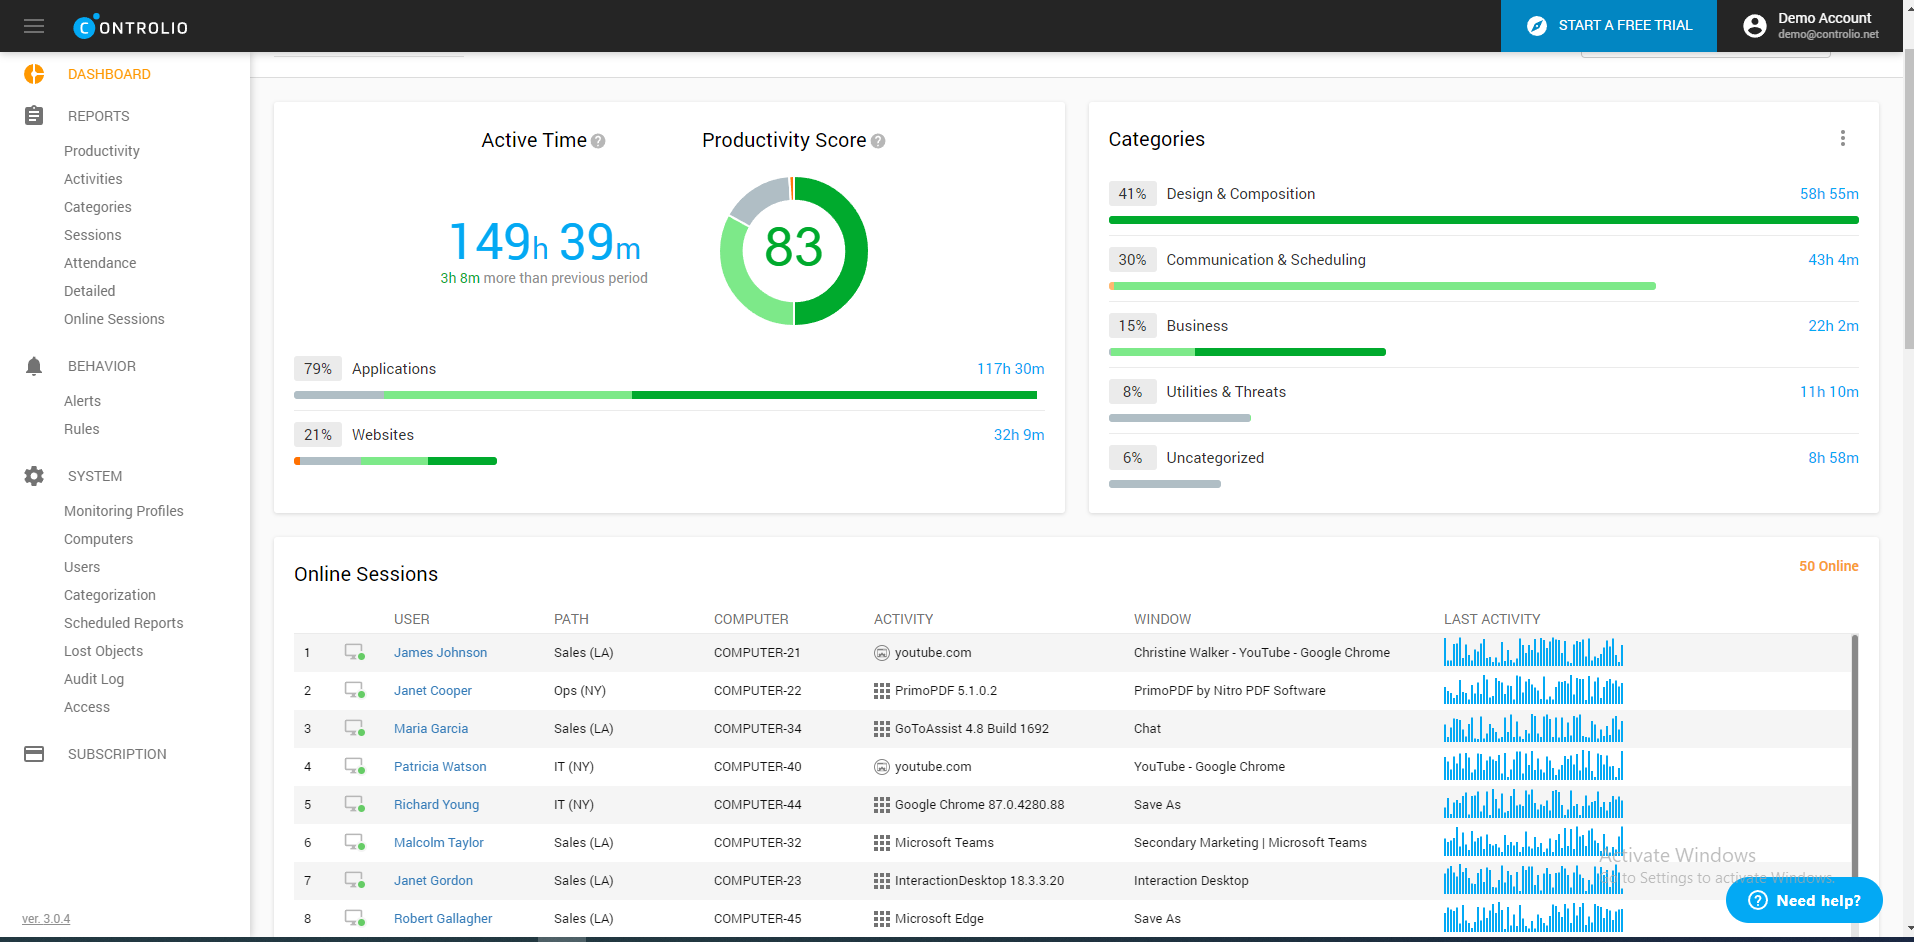 CONTROLIO
START A FREE TRIAL
Demo Account
demo@controlio.net
DASHBOARD
REPORTS
Productivity
Activities
Categories
Sessions
Attendance
Detailed
Online Sessions
BEHAVIOR
Alerts
Rules
SYSTEM
Monitoring Profiles
Computers
Users
Categorization
Scheduled Reports
Lost Objects
Audit Log
Access
SUBSCRIPTION
ver. 3.0.4
Active Time ?
149h 39m
3h 8m more than previous period
Productivity Score ?
83
79% Applications 117h 30m
21% Websites 32h 9m
Categories
41% Design & Composition 58h 55m
30% Communication & Scheduling 43h 4m
15% Business 22h 2m
8% Utilities & Threats 11h 10m
6% Uncategorized 8h 58m
Online Sessions
50 Online
USER PATH COMPUTER ACTIVITY WINDOW LAST ACTIVITY
1 James Johnson Sales (LA) COMPUTER-21 youtube.com Christine Walker - YouTube - Google Chrome
2 Janet Cooper Ops (NY) COMPUTER-22 PrimoPDF 5.1.0.2 PrimoPDF by Nitro PDF Software
3 Maria Garcia Sales (LA) COMPUTER-34 GoToAssist 4.8 Build 1692 Chat
4 Patricia Watson IT (NY) COMPUTER-40 youtube.com YouTube - Google Chrome
5 Richard Young IT (NY) COMPUTER-44 Google Chrome 87.0.4280.88 Save As
6 Malcolm Taylor Sales (LA) COMPUTER-32 Microsoft Teams Secondary Marketing | Microsoft Teams
7 Janet Gordon Sales (LA) COMPUTER-23 InteractionDesktop 18.3.3.20 Interaction Desktop
8 Robert Gallagher Sales (LA) COMPUTER-45 Microsoft Edge Save As
Activate Windows
Go to Settings to activate Windows.
? Need help?